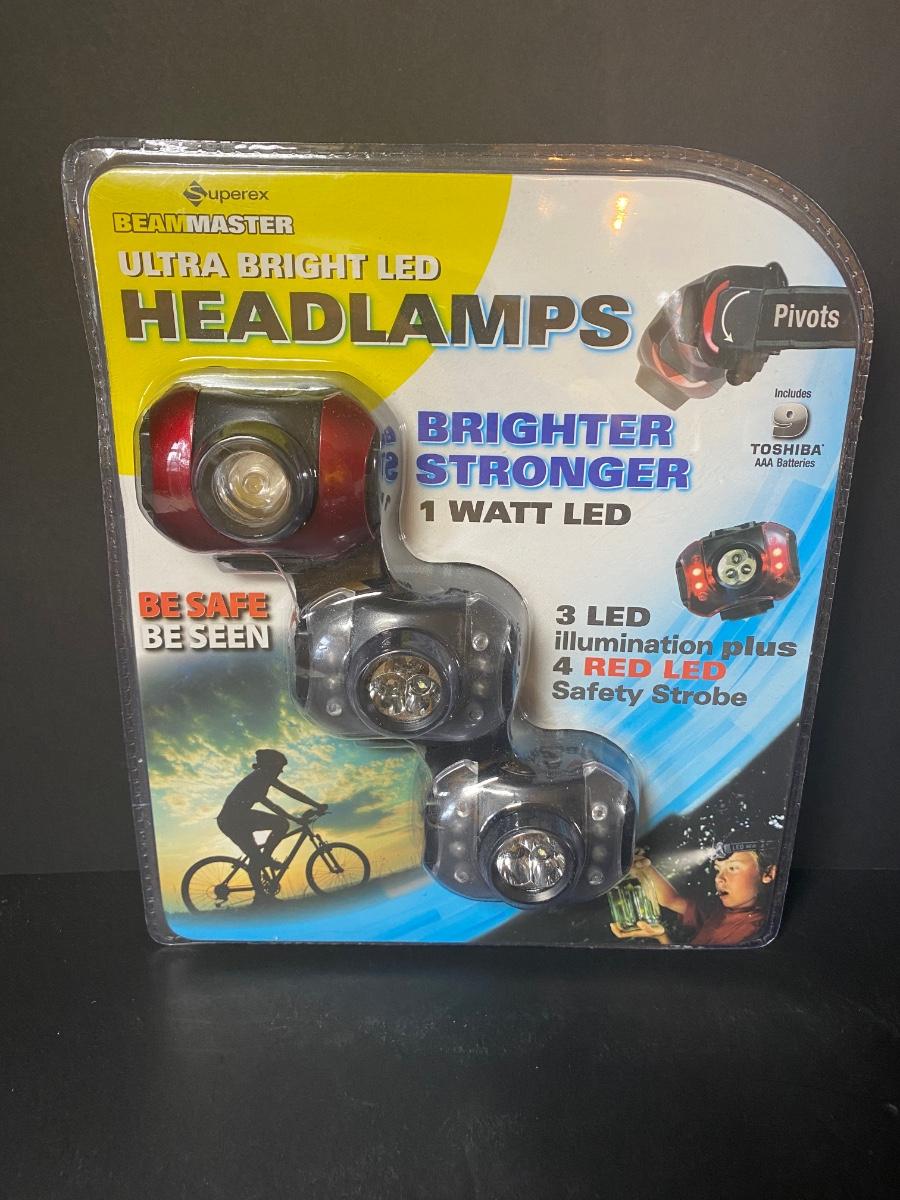 Superex
BEAMMASTER
ULTRA BRIGHT LED
HEADLAMPS
Pivots
Includes
9
TOSHIBA
AAA Batteries
BRIGHTER
STRONGER
1 WATT LED
BE SAFE
BE SEEN
3 LED
illumination plus
4 RED LED
Safety Strobe